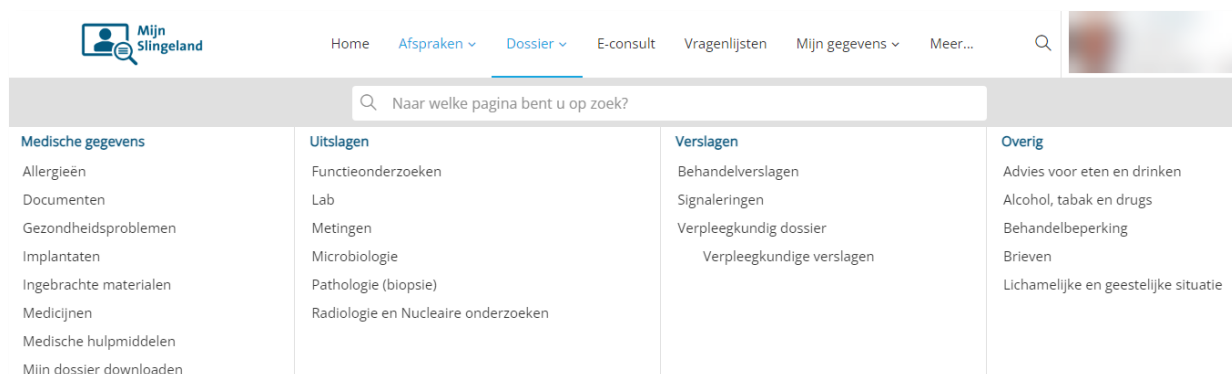 Mijn
Slingeland
Home Afspraken Dossier E-consult Vragenlijsten Mijn gegevens Meer...
Naar welke pagina bent u op zoek?
Medische gegevens
Allergieën
Documenten
Gezondheidsproblemen
Implantaten
Ingebrachte materialen
Medicijnen
Medische hulpmiddelen
Mijn dossier downloaden
Uitslagen
Functieonderzoeken
Lab
Metingen
Microbiologie
Pathologie (biopsie)
Radiologie en Nucleaire onderzoeken
Verslagen
Behandelverslagen
Signaleringen
Verpleegkundig dossier
Verpleegkundige verslagen
Overig
Advies voor eten en drinken
Alcohol, tabak en drugs
Behandelbeperking
Brieven
Lichamelijke en geestelijke situatie